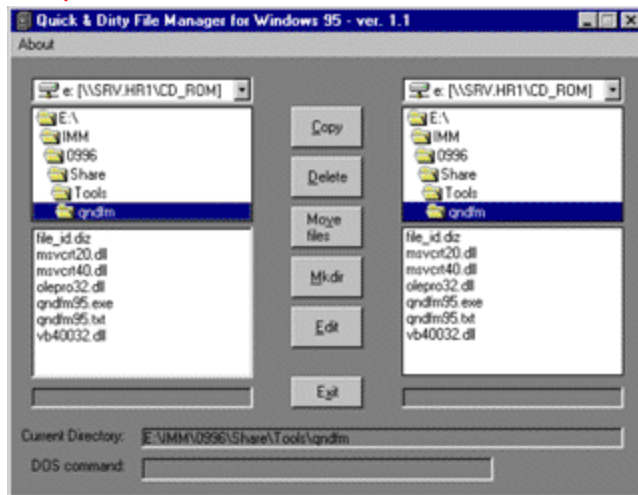 Quick & Dirty File Manager for Windows 95 - ver. 1.1
About
e: [\\SRV.HR1\CD_ROM]
E:\
IMM
0996
Share
Tools
qndfm
file_id.diz
msvcrt20.dll
msvcrt40.dll
olepro32.dll
qndfm95.exe
qndfm95.txt
vb40032.dll
Copy
Delete
Move
files
Mkdir
Edit
Exit
e: [\\SRV.HR1\CD_ROM]
E:\
IMM
0996
Share
Tools
qndfm
file_id.diz
msvcrt20.dll
msvcrt40.dll
olepro32.dll
qndfm95.exe
qndfm95.txt
vb40032.dll
Current Directory: E:\IMM\0996\Share\Tools\qndfm
DOS command: